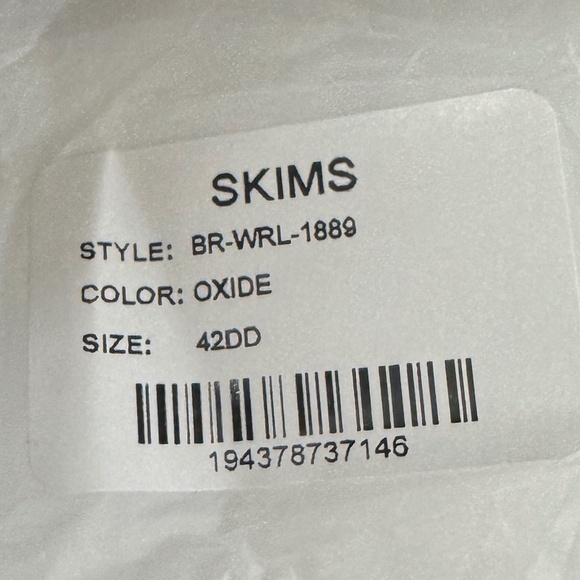 SKIMS
STYLE: BR-WRL-1889
COLOR: OXIDE
SIZE: 42DD
194378737146